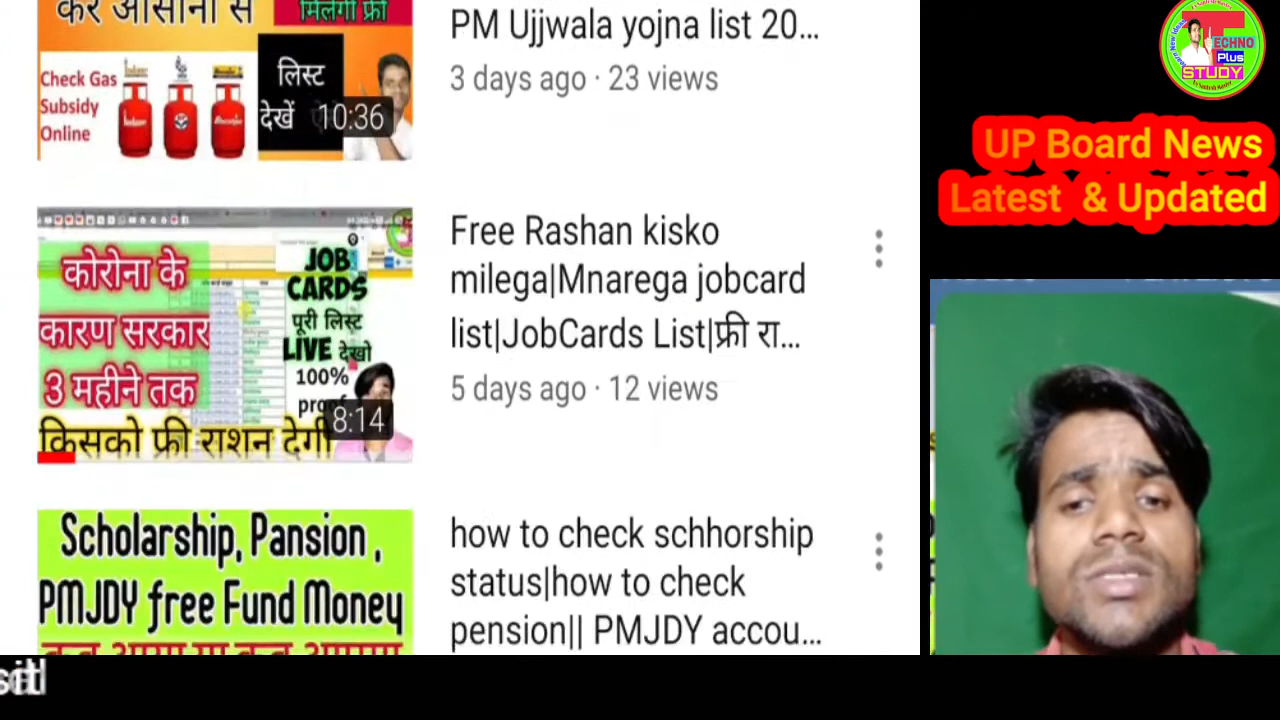 कर आसानी से
मिलेगी फ्री
Check Gas
Subsidy
Online
लिस्ट
देखें
10:36
PM Ujjwala yojna list 20...
3 days ago · 23 views
कोरोना के
कारण सरकार
3 महीने तक
किसको फ्री राशन देगी
JOB
CARDS
पूरी लिस्ट
LIVE देखो
100%
8:14
Free Rashan kisko
milega|Mnarega jobcard
list|JobCards List|फ्री रा...
5 days ago · 12 views
Scholarship, Pansion ,
PMJDY free Fund Money
how to check schhorship
status|how to check
pension|| PMJDY accou...
TECHNO
Plus
STUDY
UP Board News
Latest & Updated